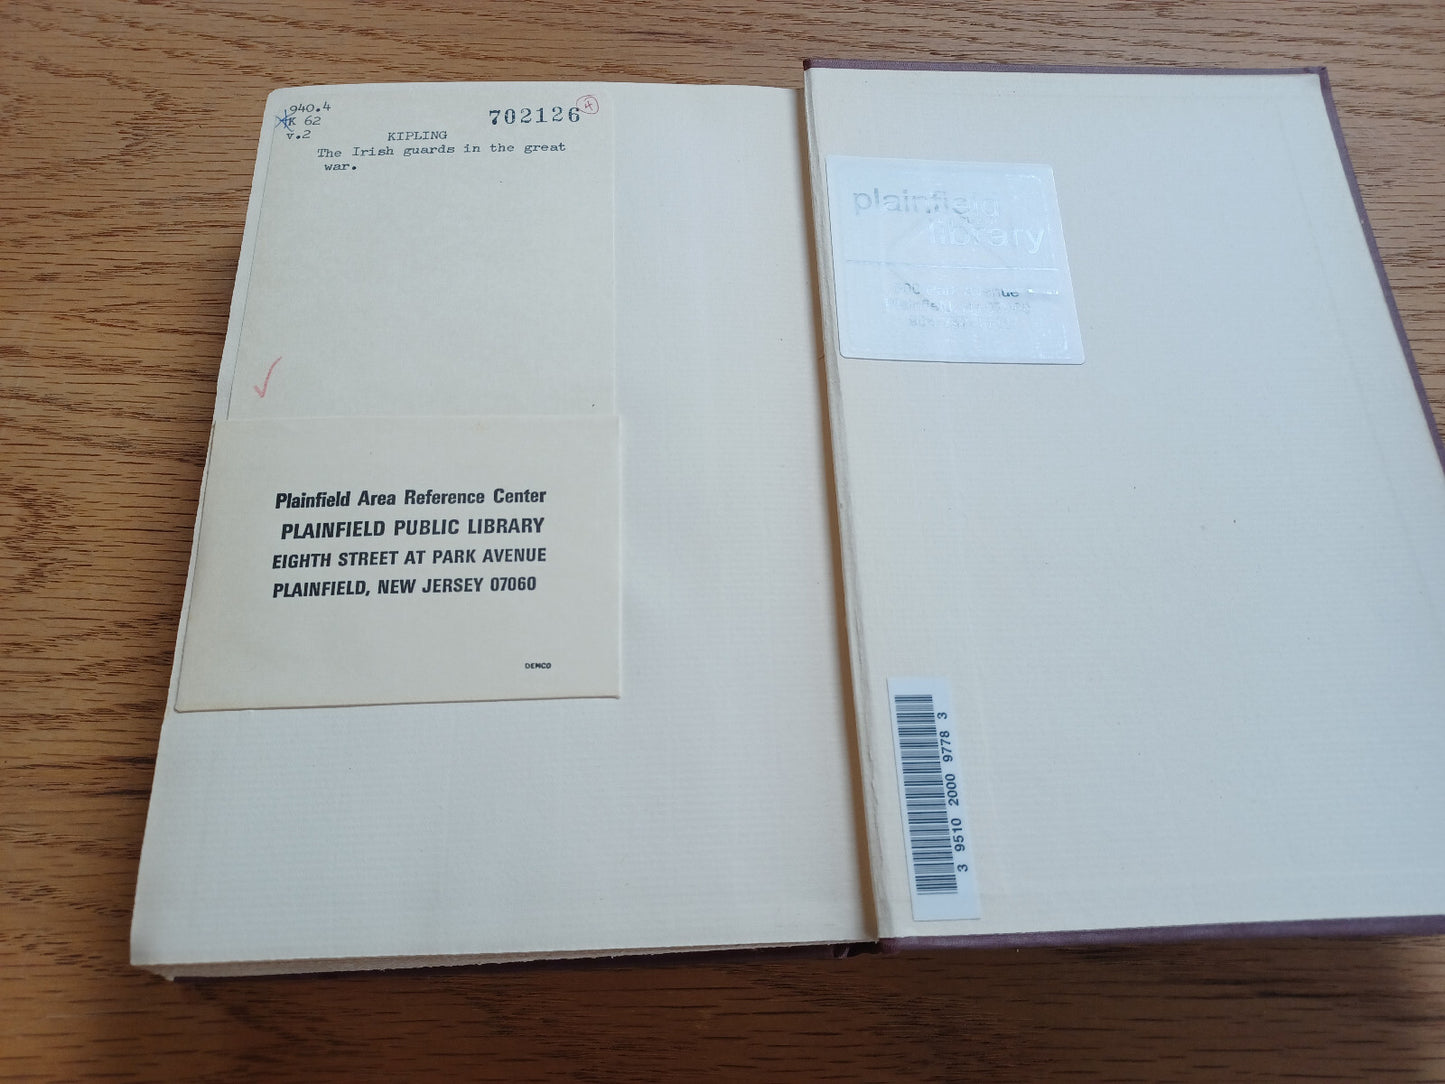 940.4
K 62
v.2
702126
4
KIPLING
The Irish guards in the great
war.
Plainfield Area Reference Center
PLAINFIELD PUBLIC LIBRARY
EIGHTH STREET AT PARK AVENUE
PLAINFIELD, NEW JERSEY 07060
DEMCO
plainfield
library
3 9510 2000 9778 3